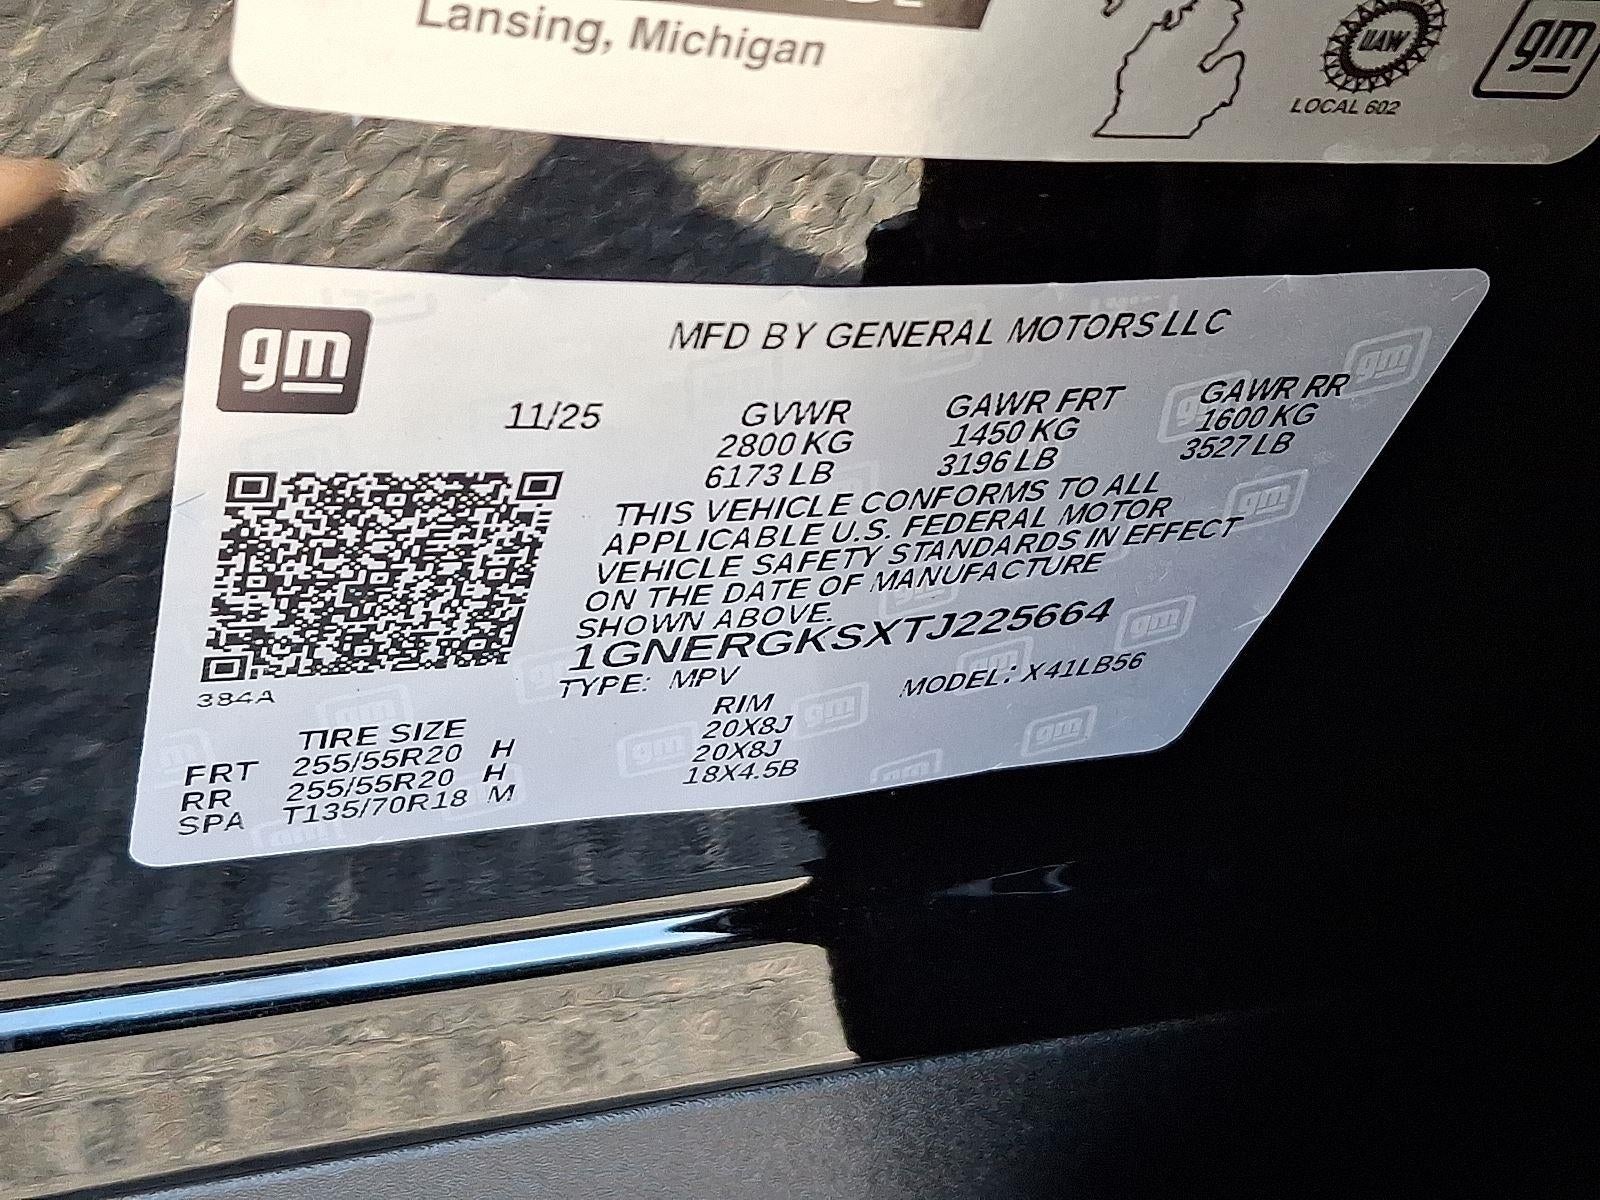 Lansing, Michigan
UAW
LOCAL 602
gm
gm
MFD BY GENERAL MOTORS LLC
11/25
GVWR
2800 KG
6173 LB
GAWR FRT
1450 KG
3196 LB
GAWR RR
1600 KG
3527 LB
THIS VEHICLE CONFORMS TO ALL
APPLICABLE U.S. FEDERAL MOTOR
VEHICLE SAFETY STANDARDS IN EFFECT
ON THE DATE OF MANUFACTURE
SHOWN ABOVE.
1GNERGKSXTJ225664
TYPE: MPV MODEL: X41LB56
384A
TIRE SIZE RIM
FRT 255/55R20 H 20X8J
RR 255/55R20 H 20X8J
SPA T135/70R18 M 18X4.5B